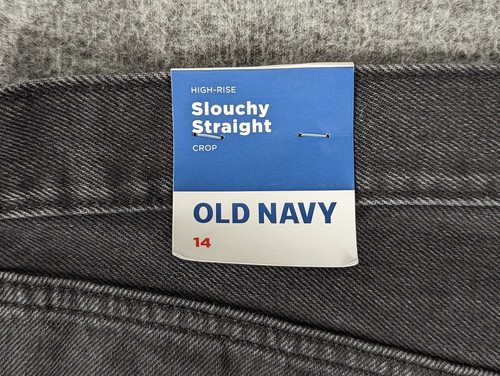 HIGH-RISE
Slouchy
Straight
CROP
OLD NAVY
14